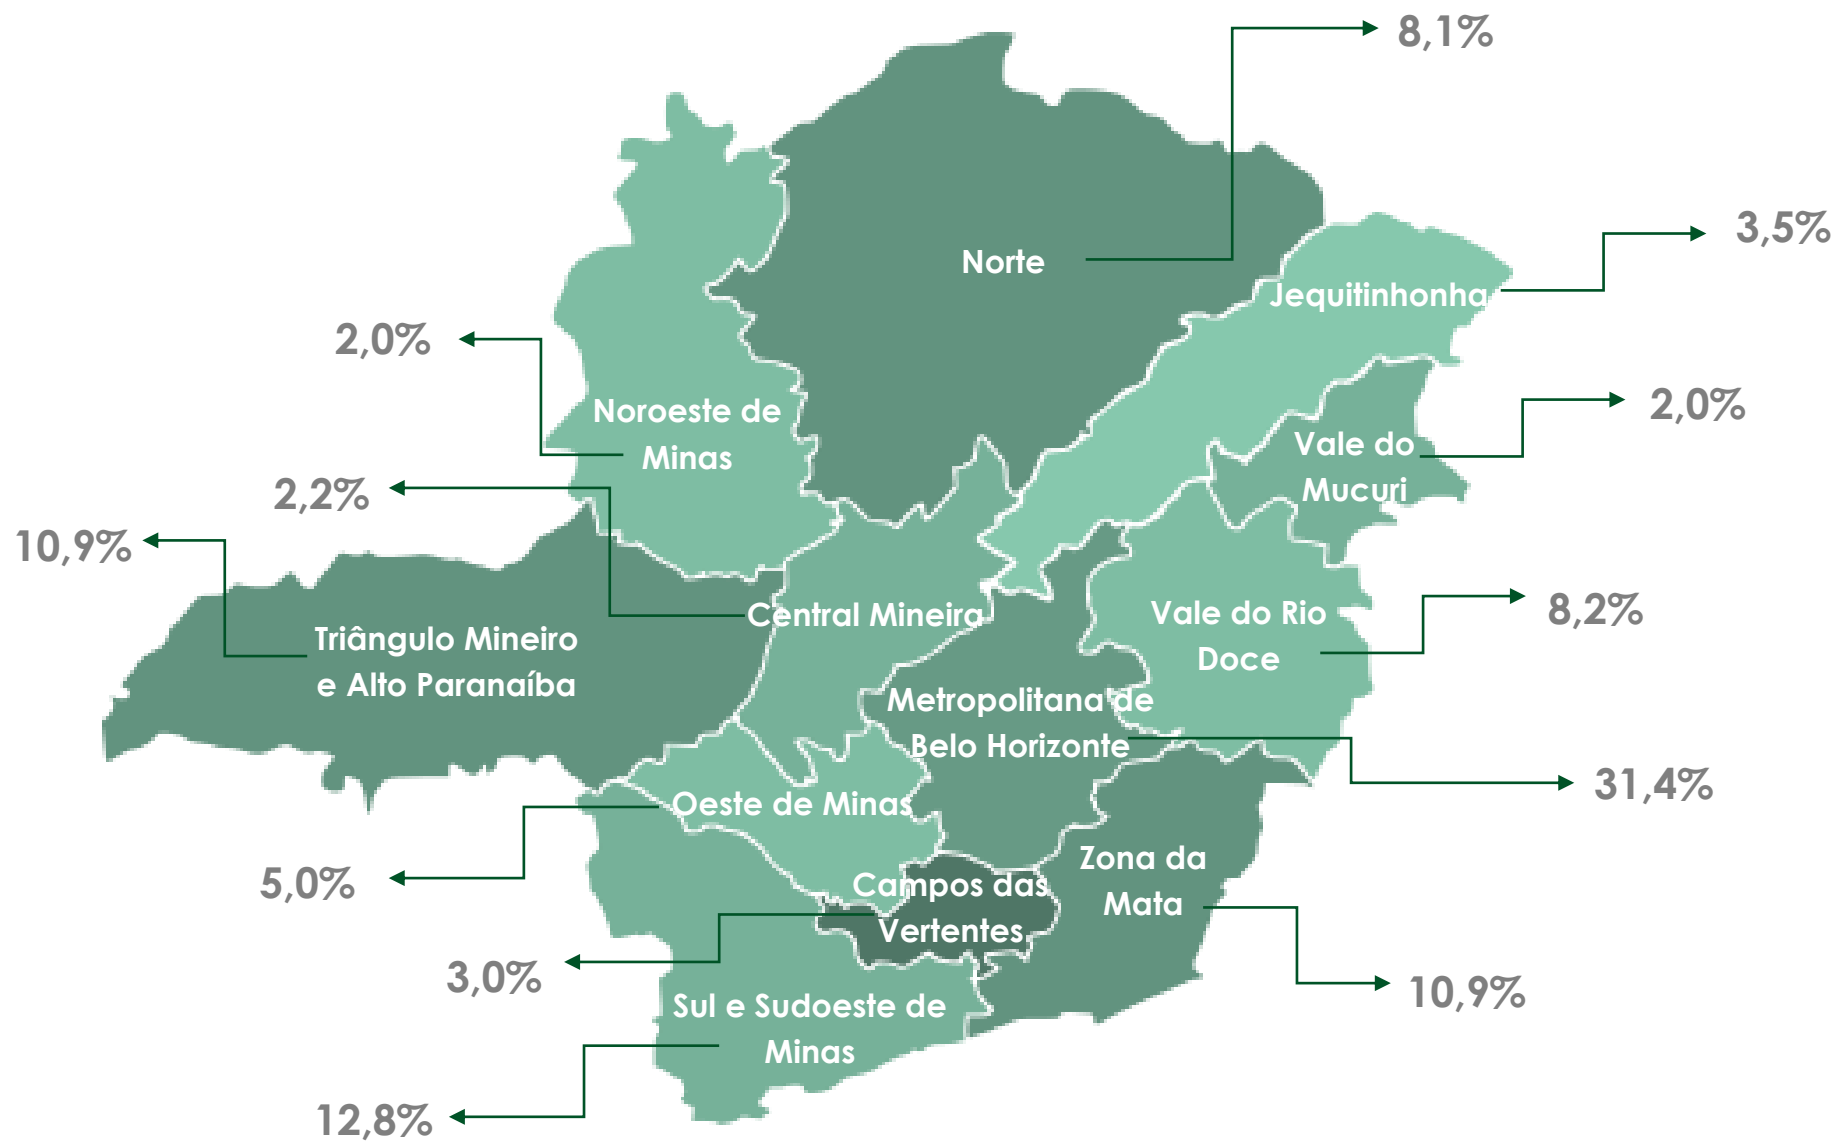 8,1%
3,5%
Norte
Jequitinhonha
2,0%
2,0%
Noroeste de
Minas
Vale do
Mucuri
2,2%
10,9%
Central Mineira
Vale do Rio
Doce
8,2%
Triângulo Mineiro
e Alto Paranaíba
Metropolitana de
Belo Horizonte
31,4%
Oeste de Minas
5,0%
Zona da
Mata
Campos das
Vertentes
3,0%
10,9%
Sul e Sudoeste de
Minas
12,8%